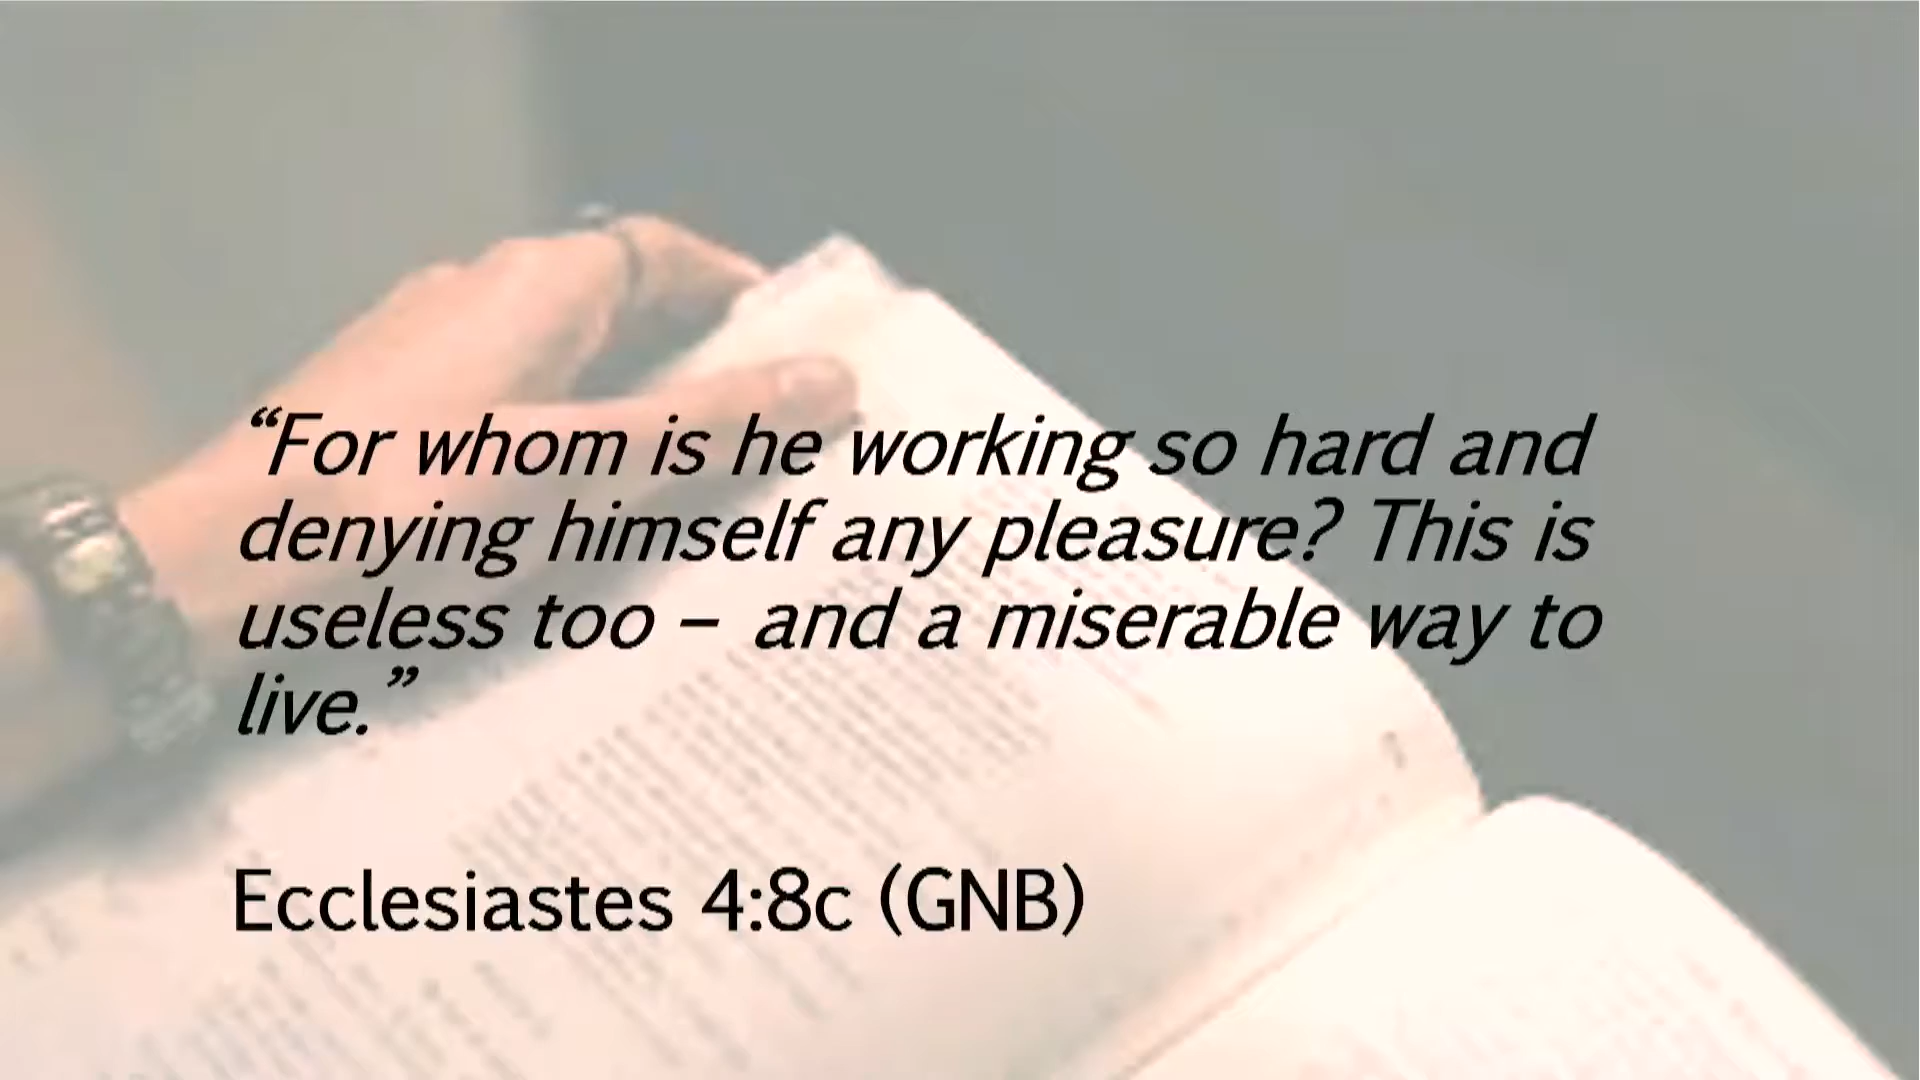 “For whom is he working so hard and
denying himself any pleasure? This is
useless too – and a miserable way to
live.”
Ecclesiastes 4:8c (GNB)